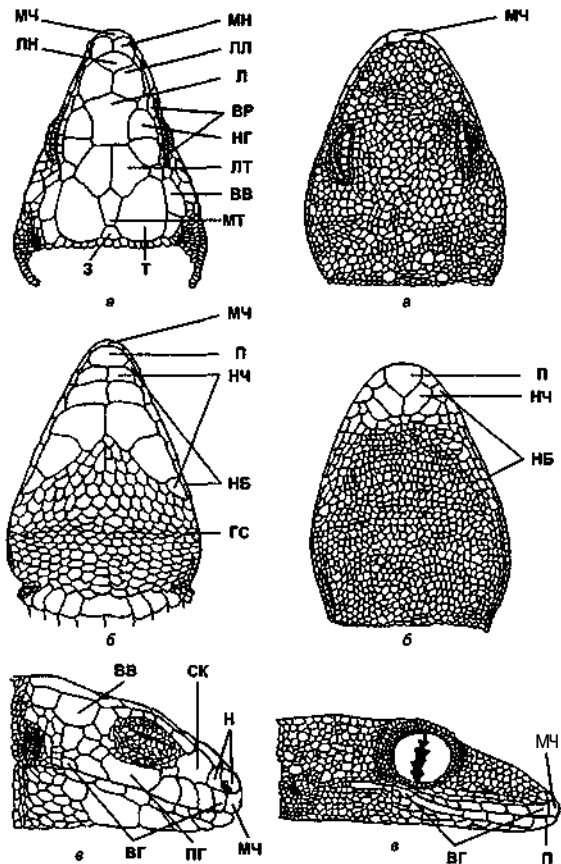 МЧ
МН
ЛН
ЛЛ
Л
ВР
НГ
ЛТ
ВВ
МТ
З
Т
а
МЧ
а
МЧ
П
НЧ
НБ
ГС
б
П
НЧ
НБ
б
ВВ
СК
Н
ВГ
ПГ
МЧ
в
МЧ
ВГ
П
в